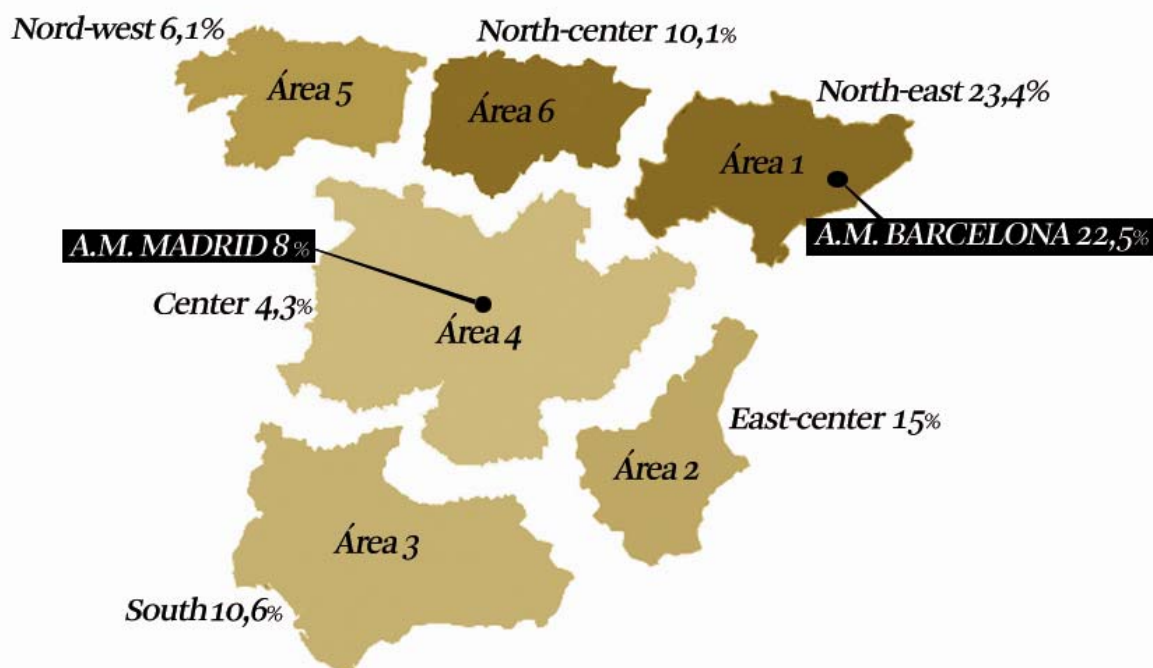 Nord-west 6,1%
North-center 10,1%
Área 5
Área 6
North-east 23,4%
Área 1
A.M. BARCELONA 22,5%
A.M. MADRID 8%
Center 4,3%
Área 4
East-center 15%
Área 2
Área 3
South 10,6%